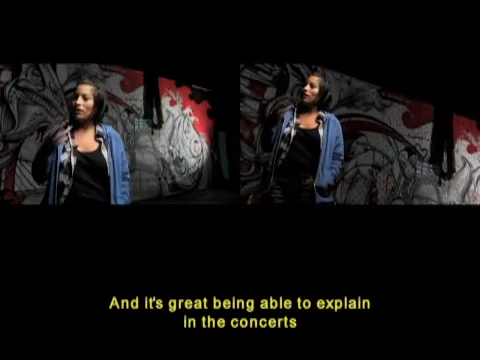 And it's great being able to explain
in the concerts